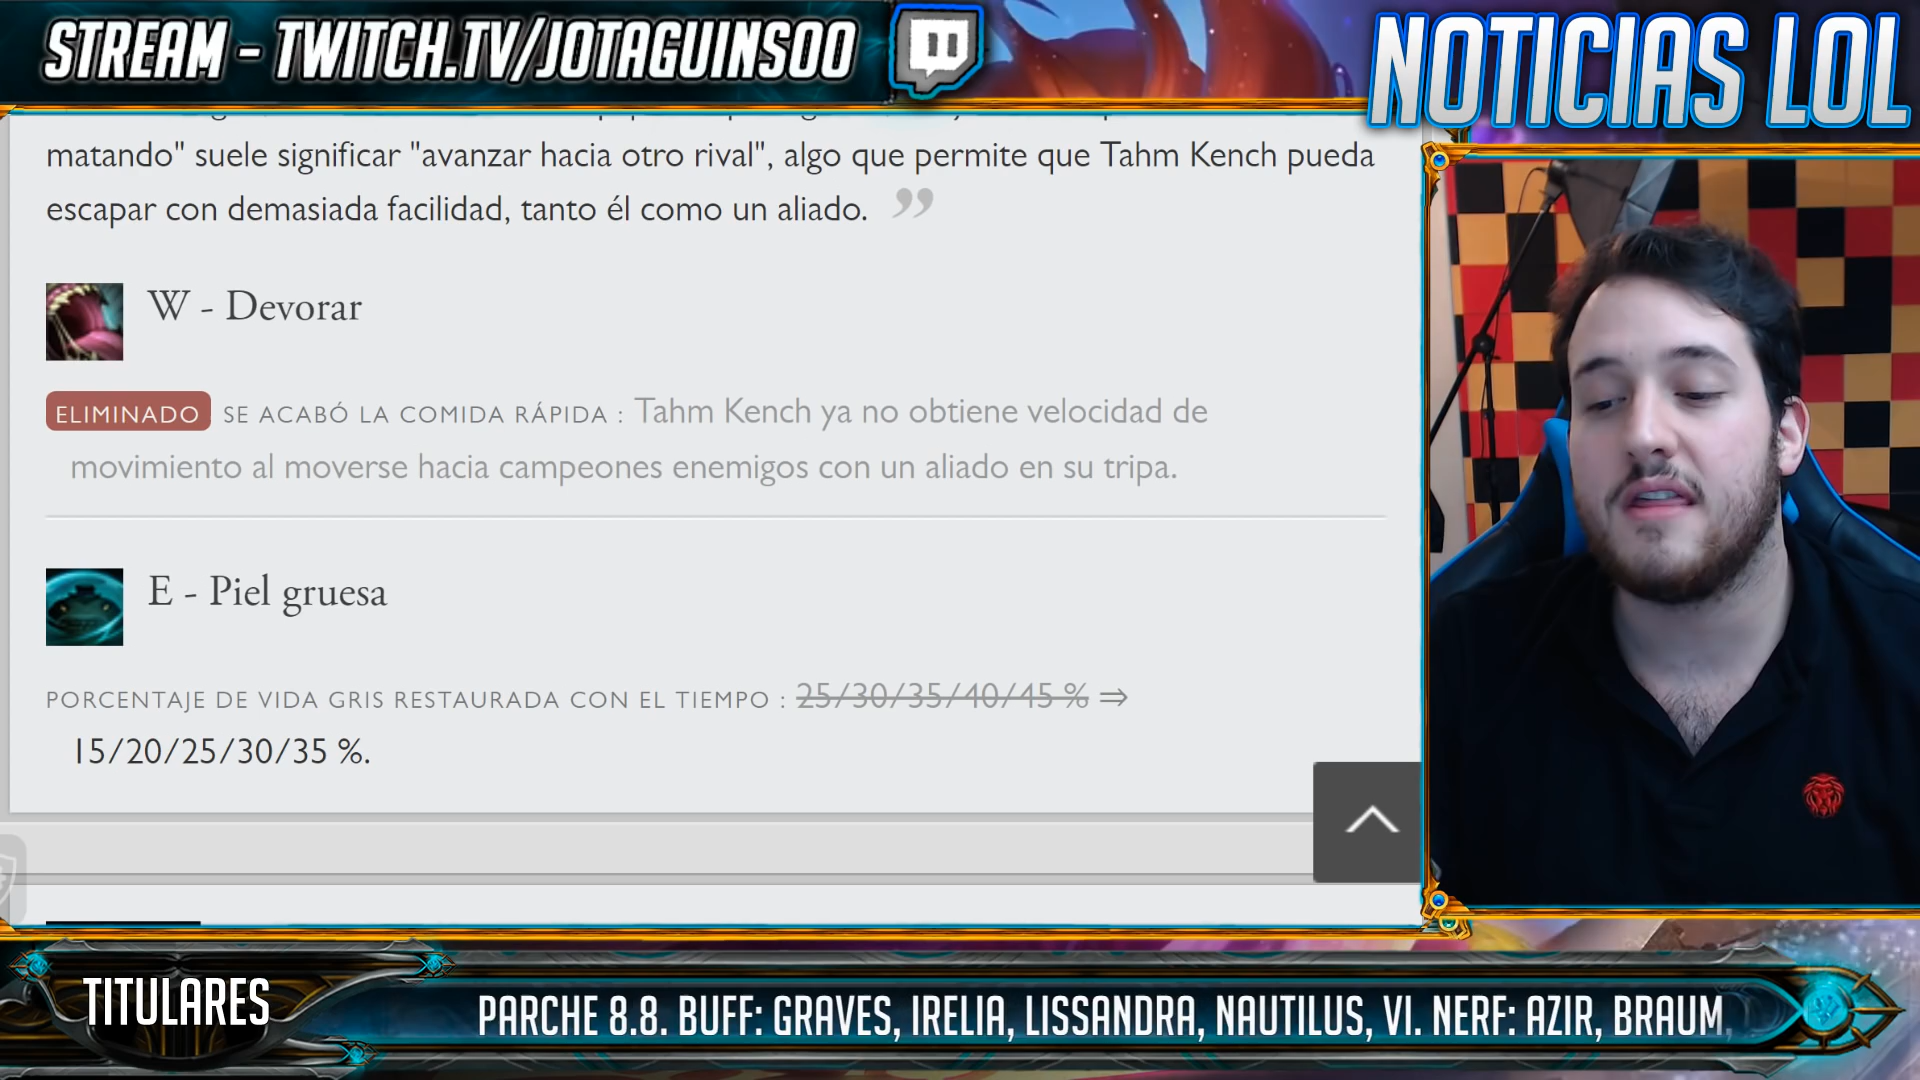 STREAM - TWITCH.TV/JOTAGUINSOO
NOTICIAS LOL
matando" suele significar "avanzar hacia otro rival", algo que permite que Tahm Kench pueda
escapar con demasiada facilidad, tanto él como un aliado. ”
W - Devorar
ELIMINADO SE ACABÓ LA COMIDA RÁPIDA : Tahm Kench ya no obtiene velocidad de
movimiento al moverse hacia campeones enemigos con un aliado en su tripa.
E - Piel gruesa
PORCENTAJE DE VIDA GRIS RESTAURADA CON EL TIEMPO : 25/30/35/40/45 % ⇒
15/20/25/30/35 %.
TITULARES
PARCHE 8.8. BUFF: GRAVES, IRELIA, LISSANDRA, NAUTILUS, VI. NERF: AZIR, BRAUM,